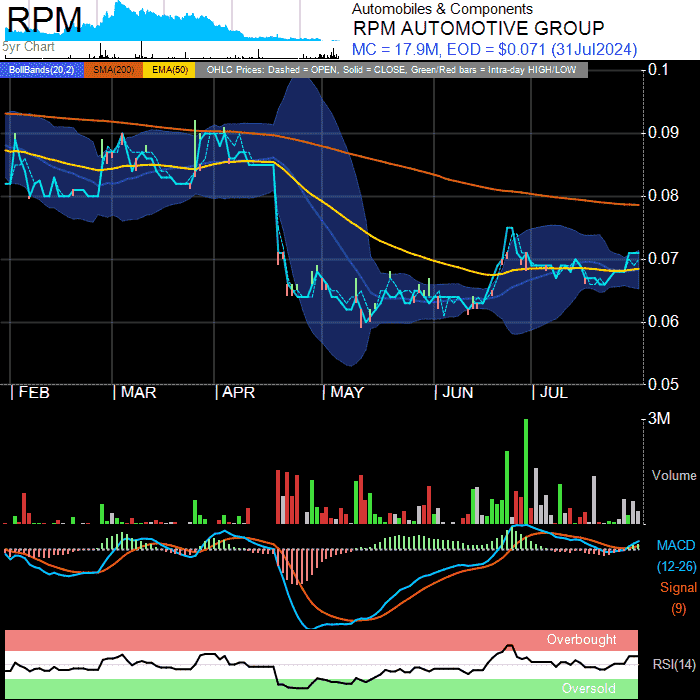 RPM
5yr Chart
Automobiles & Components
RPM AUTOMOTIVE GROUP
MC = 17.9M, EOD = $0.071 (31Jul2024)
BollBands(20,2) SMA(200) EMA(50) OHLC Prices: Dashed = OPEN, Solid = CLOSE, Green/Red bars = Intra-day HIGH/LOW
0.1
0.09
0.08
0.07
0.06
0.05
FEB MAR APR MAY JUN JUL
3M
Volume
MACD
(12-26)
Signal
(9)
Overbought
RSI(14)
Oversold